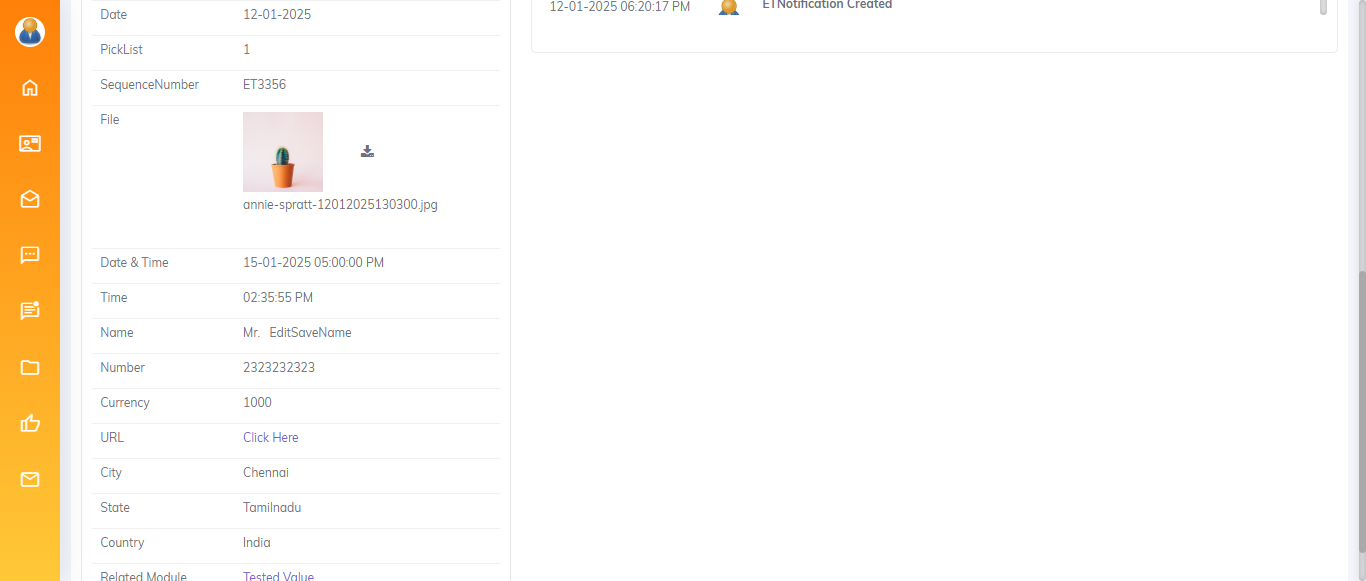 Date 12-01-2025
PickList 1
SequenceNumber ET3356
File
annie-spratt-12012025130300.jpg
Date & Time 15-01-2025 05:00:00 PM
Time 02:35:55 PM
Name Mr. EditSaveName
Number 2323232323
Currency 1000
URL Click Here
City Chennai
State Tamilnadu
Country India
Related Module Tested Value
12-01-2025 06:20:17 PM ETNotification Created